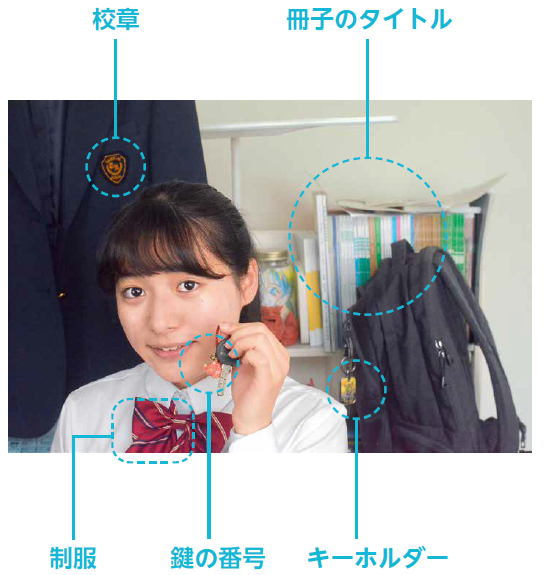 校章
冊子のタイトル
制服
鍵の番号
キーホルダー